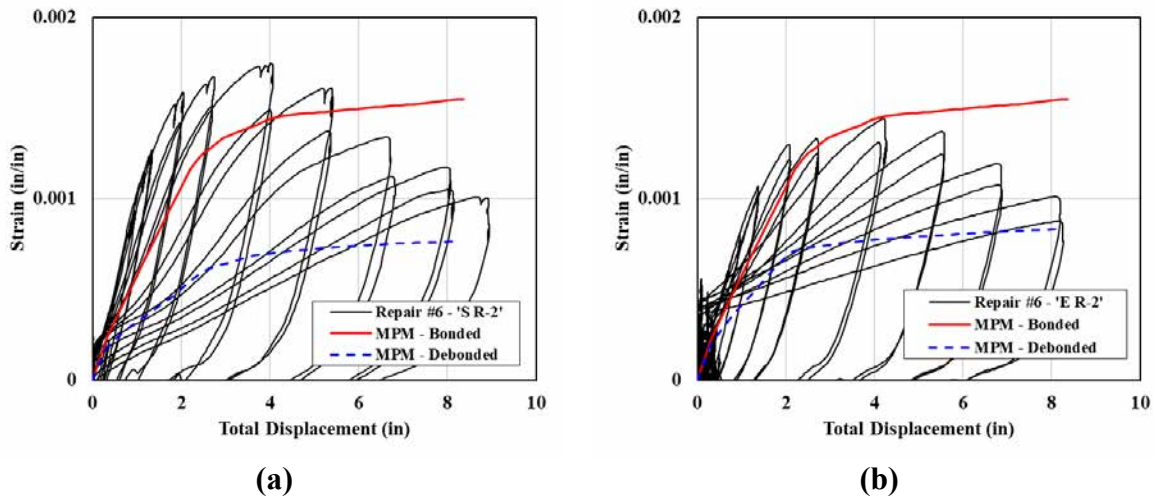 0.002
0.001
0
Strain (in/in)
0 2 4 6 8 10
Total Displacement (in)
Repair #6 - 'S R-2'
MPM - Bonded
MPM - Debonded
(a)
0.002
0.001
0
Strain (in/in)
0 2 4 6 8 10
Total Displacement (in)
Repair #6 - 'E R-2'
MPM - Bonded
MPM - Debonded
(b)